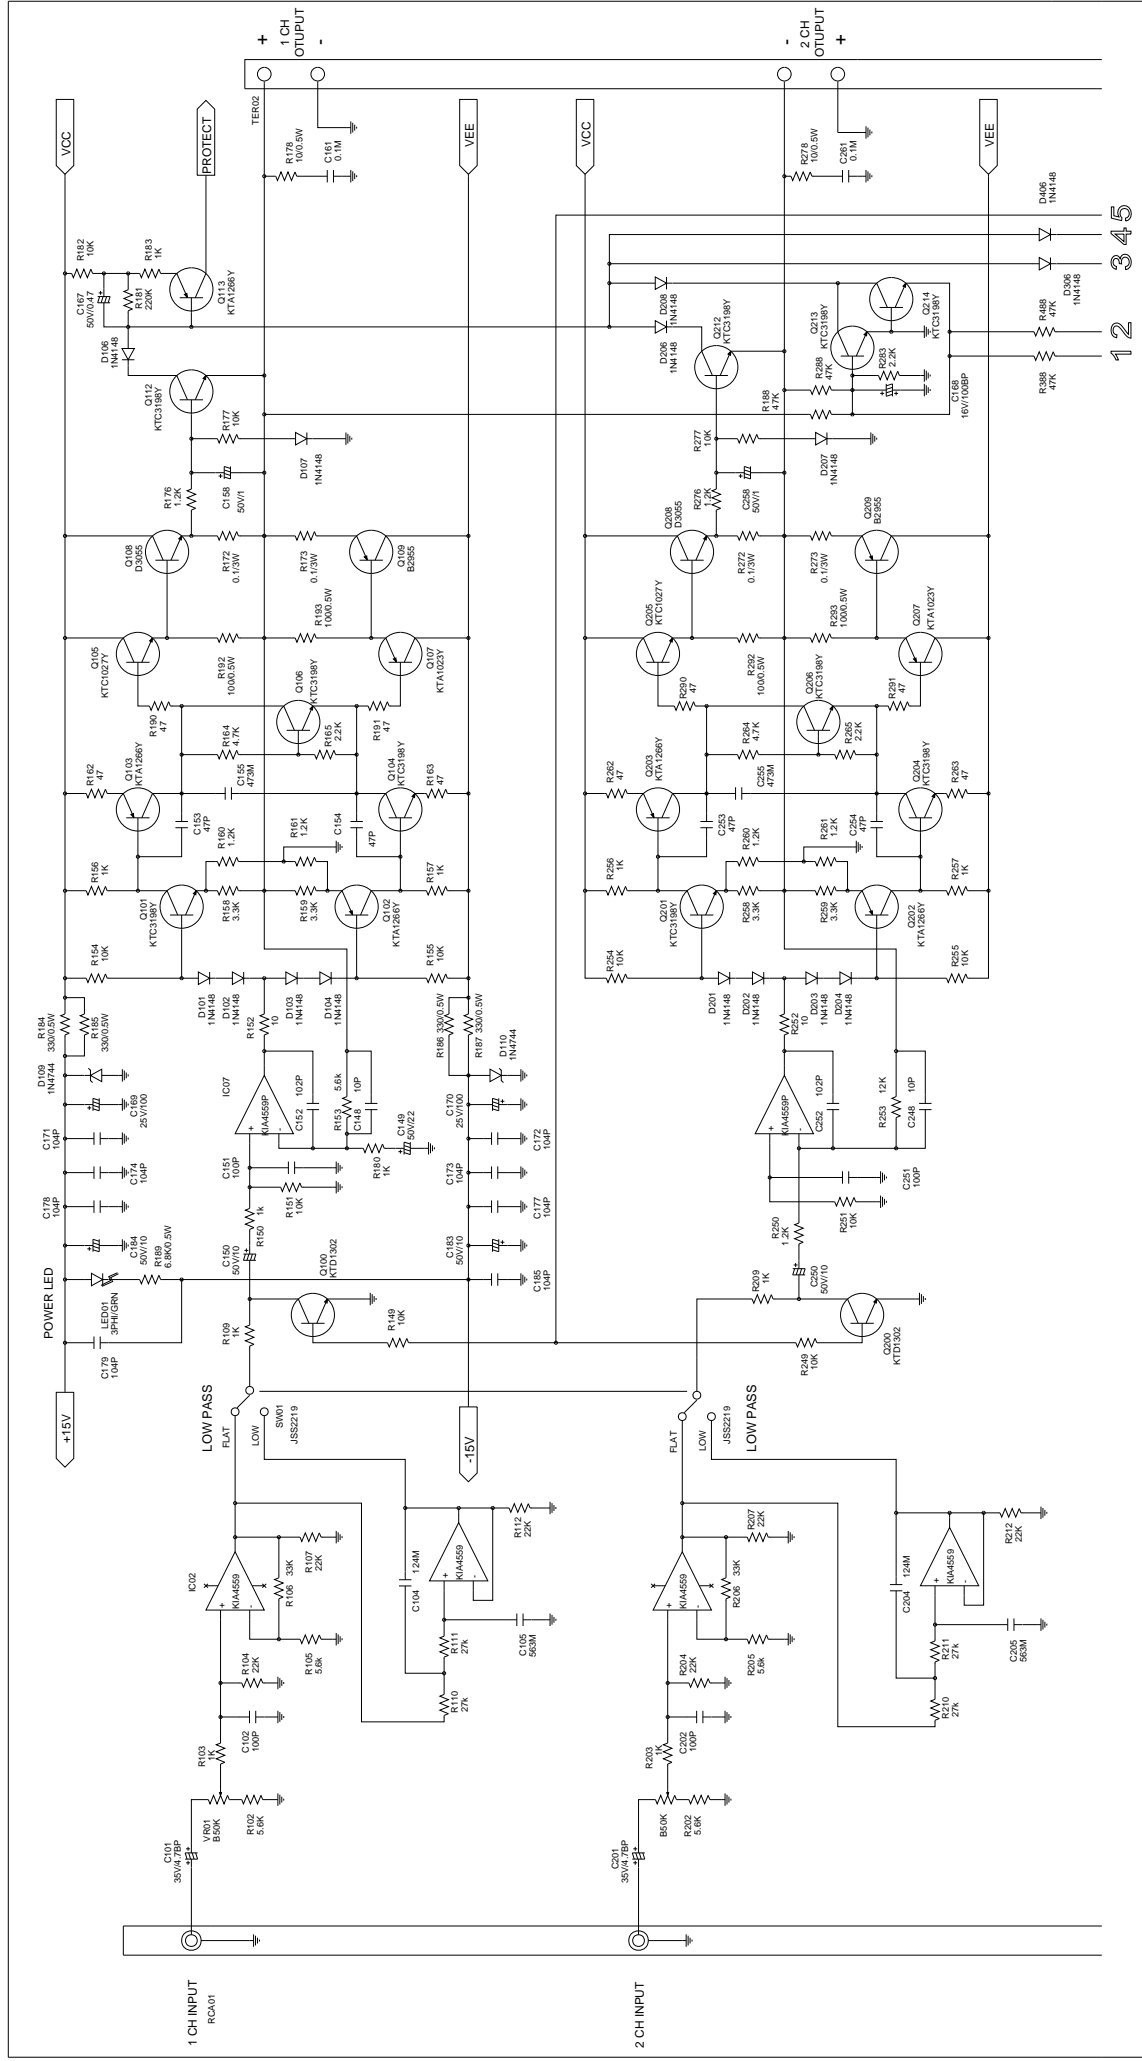 1 CH INPUT
RCA01
C101
35V/4.7BP
VR01
B50K
R102
5.6K
R103
1K
C102
100P
R104
22K
R105
5.6k
IC02
KIA4559
+
-
R106
33K
R107
22K
R110
27k
R111
27k
C104
124M
C105
563M
KIA4559
+
-
R112
22K
LOW PASS
FLAT
LOW
SW01
JSS2219
+15V
-15V
POWER LED
C179
104P
LED01
3PHI/GRN
R189
6.8K/0.5W
C184
50V/10
C178
104P
C174
104P
C171
104P
C169
25V/100
D109
1N4744
R184
330/0.5W
R185
330/0.5W
R109
1K
Q100
KTD1302
R149
10K
C150
50V/10
R150
1k
R151
10K
C151
100P
IC07
KIA4559P
+
-
C152
102P
R153
5.6k
C148
10P
R180
1K
C149
50V/22
C185
104P
C183
50V/10
C177
104P
C173
104P
C172
104P
C170
25V/100
D110
1N4744
R186 330/0.5W
R187 330/0.5W
R152
10
D101
1N4148
D102
1N4148
D103
1N4148
D104
1N4148
R154
10K
R155
10K
Q101
KTC3198Y
Q102
KTA1266Y
R156
1K
R157
1K
R158
3.3K
R159
3.3K
R160
1.2K
R161
1.2K
C153
47P
C154
47P
Q103
KTA1266Y
Q104
KTC3198Y
R162
47
R163
47
C155
473M
R164
4.7K
R165
2.2K
Q106
KTC3198Y
R190
47
R191
47
Q105
KTC1027Y
Q107
KTA1023Y
R192
100/0.5W
R193
100/0.5W
Q108
D3055
Q109
B2955
R172
0.1/3W
R173
0.1/3W
R176
1.2K
C158
50V/1
R177
10K
D107
1N4148
Q112
KTC3198Y
D106
1N4148
R181
220K
C167
50V/0.47
R182
10K
R183
1K
Q113
KTA1266Y
VCC
PROTECT
VEE
TER02
R178
10/0.5W
C161
0.1M
+
1 CH
OTUPUT
-
2 CH INPUT
C201
35V/4.7BP
B50K
R202
5.6K
R203
1K
C202
100P
R204
22K
R205
5.6k
KIA4559
+
-
R206
33K
R207
22K
R210
27k
R211
27k
C204
124M
C205
563M
KIA4559
+
-
R212
22K
FLAT
LOW
JSS2219
LOW PASS
R209
1K
R249
10K
Q200
KTD1302
C250
50V/10
R250
1.2K
R251
10K
C251
100P
KIA4559P
+
-
C252
102P
R253
12K
C248
10P
R252
10
D201
1N4148
D202
1N4148
D203
1N4148
D204
1N4148
R254
10K
R255
10K
Q201
KTC3198Y
Q202
KTA1266Y
R256
1K
R257
1K
R258
3.3K
R259
3.3K
R260
1.2K
R261
1.2K
C253
47P
C254
47P
Q203
KTA1266Y
Q204
KTC3198Y
R262
47
R263
47
C255
473M
R264
4.7K
R265
2.2K
Q206
KTC3198Y
R290
47
R291
47
Q205
KTC1027Y
Q207
KTA1023Y
R292
100/0.5W
R293
100/0.5W
Q208
D3055
Q209
B2955
R272
0.1/3W
R273
0.1/3W
R276
1.2K
C258
50V/1
R277
10K
D207
1N4148
R188
47K
R288
47K
Q212
KTC3198Y
D206
1N4148
D208
1N4148
Q213
KTC3198Y
Q214
KTC3198Y
R283
2.2K
C168
16V/100BP
R388
47K
R488
47K
D306
1N4148
D406
1N4148
1 2 3 4 5
VCC
VEE
R278
10/0.5W
C261
0.1M
-
2 CH
OTUPUT
+